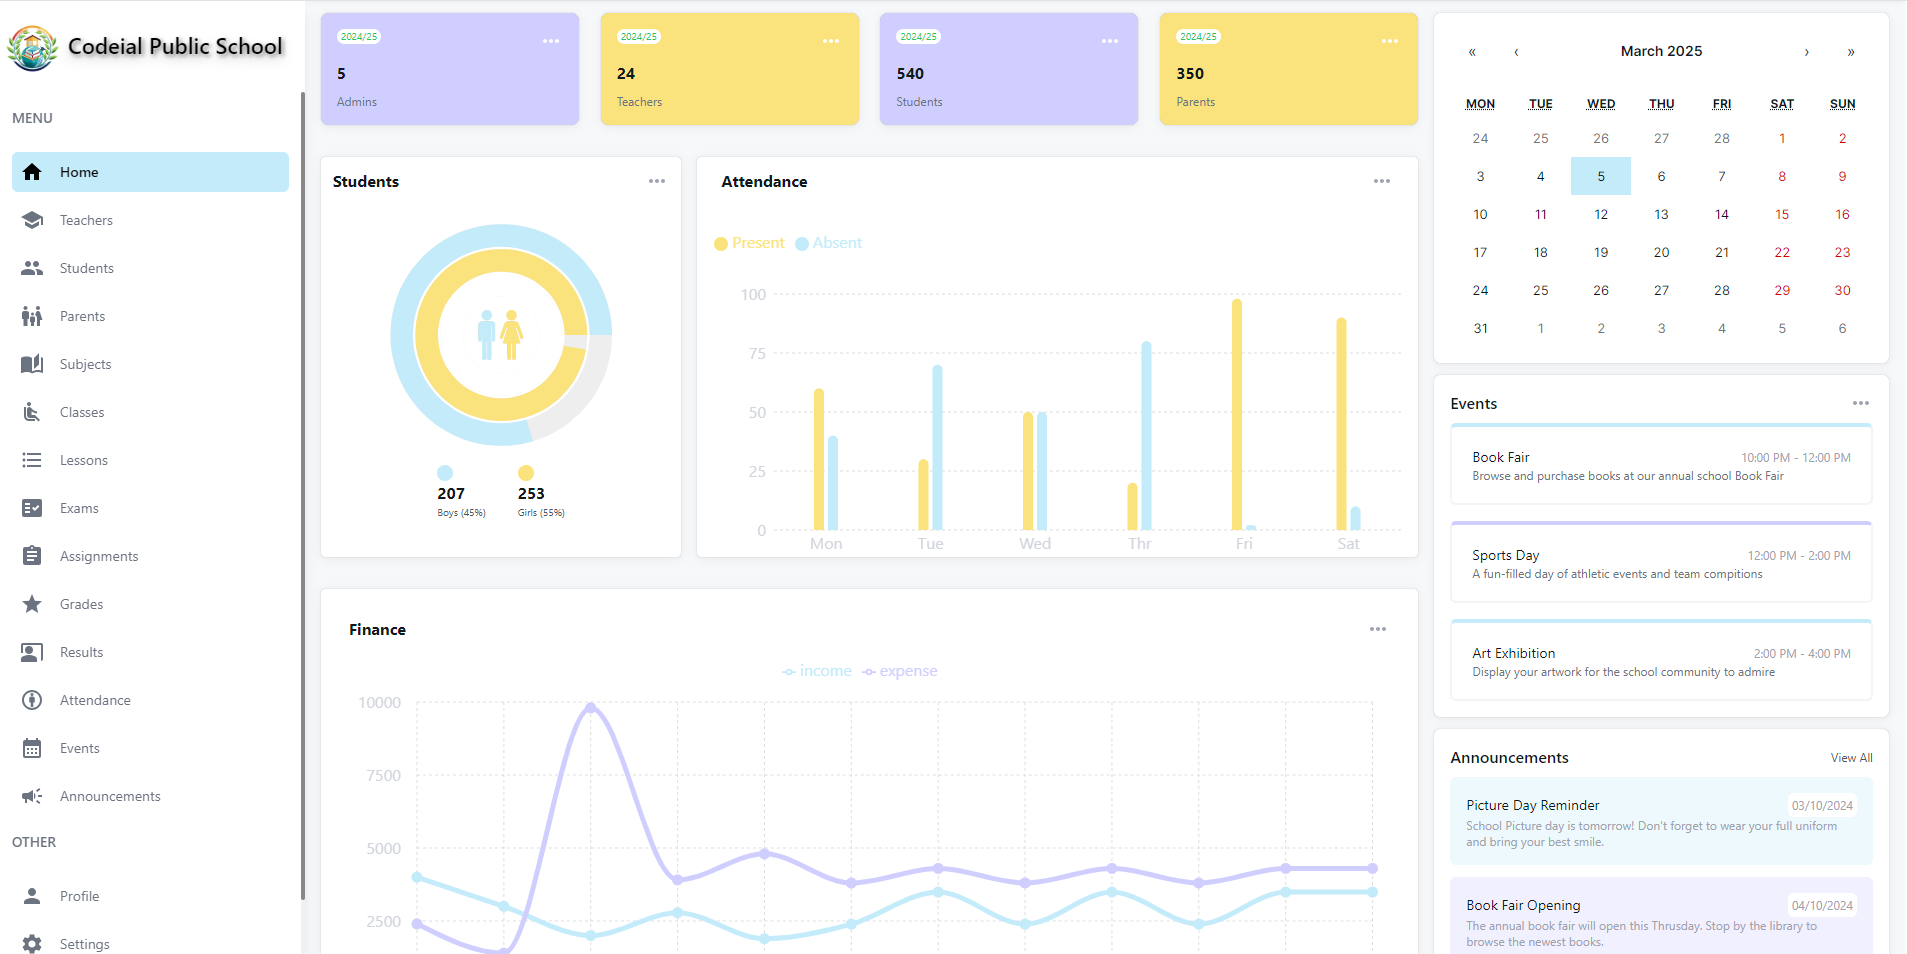 Codeial Public School
MENU
Home
Teachers
Students
Parents
Subjects
Classes
Lessons
Exams
Assignments
Grades
Results
Attendance
Events
Announcements
OTHER
Profile
Settings
2024/25
5
Admins
2024/25
24
Teachers
2024/25
540
Students
2024/25
350
Parents
Students
207
Boys (45%)
253
Girls (55%)
Attendance
Present Absent
100
75
50
25
0
Mon Tue Wed Thr Fri Sat
Finance
income expense
10000
7500
5000
2500
« ‹ March 2025 › »
MON TUE WED THU FRI SAT SUN
24 25 26 27 28 1 2
3 4 5 6 7 8 9
10 11 12 13 14 15 16
17 18 19 20 21 22 23
24 25 26 27 28 29 30
31 1 2 3 4 5 6
Events
Book Fair 10:00 PM - 12:00 PM
Browse and purchase books at our annual school Book Fair
Sports Day 12:00 PM - 2:00 PM
A fun-filled day of athletic events and team compitions
Art Exhibition 2:00 PM - 4:00 PM
Display your artwork for the school community to admire
Announcements View All
Picture Day Reminder 03/10/2024
School Picture day is tomorrow! Don't forget to wear your full uniform
and bring your best smile.
Book Fair Opening 04/10/2024
The annual book fair will open this Thrusday. Stop by the library to
browse the newest books.